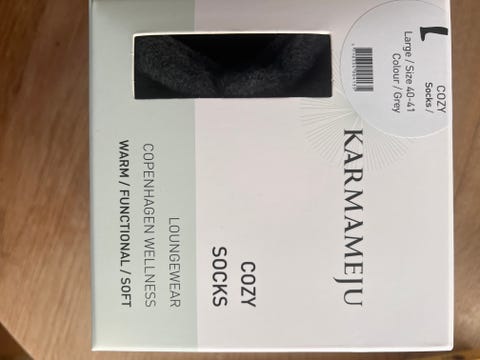 L
COZY
Socks /
Large / Size 40-41
Colour / Grey
KARMAMEJU
COZY
SOCKS
LOUNGEWEAR
COPENHAGEN WELLNESS
WARM / FUNCTIONAL / SOFT